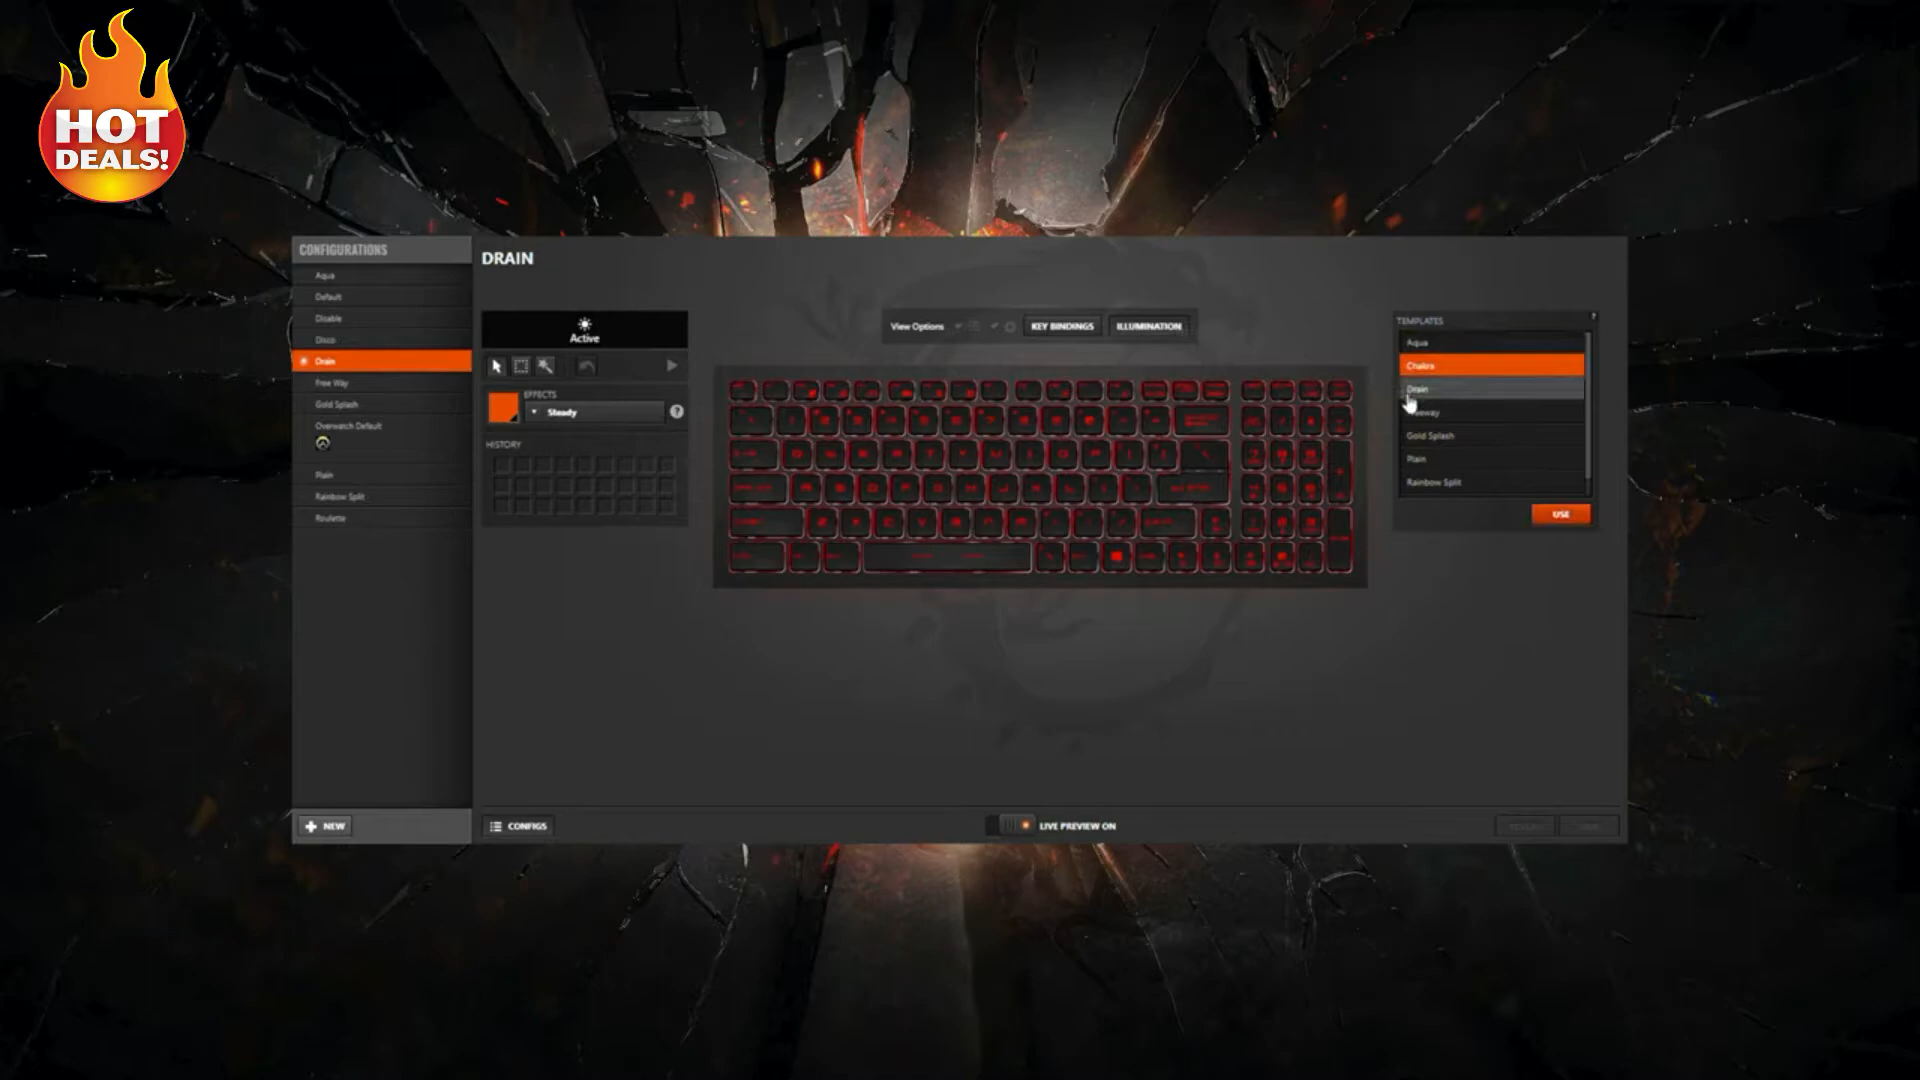 HOT
DEALS!
CONFIGURATIONS
Aqua
Default
Disable
Disco
Drain
Free Way
Gold Splash
Overwatch Default
Plain
Rainbow Split
Roulette
NEW
DRAIN
Active
EFFECTS
Steady
HISTORY
View Options
KEY BINDINGS
ILLUMINATION
TEMPLATES
Aqua
Chakra
Drain
Gold Splash
Plain
Rainbow Split
USE
CONFIGS
LIVE PREVIEW ON